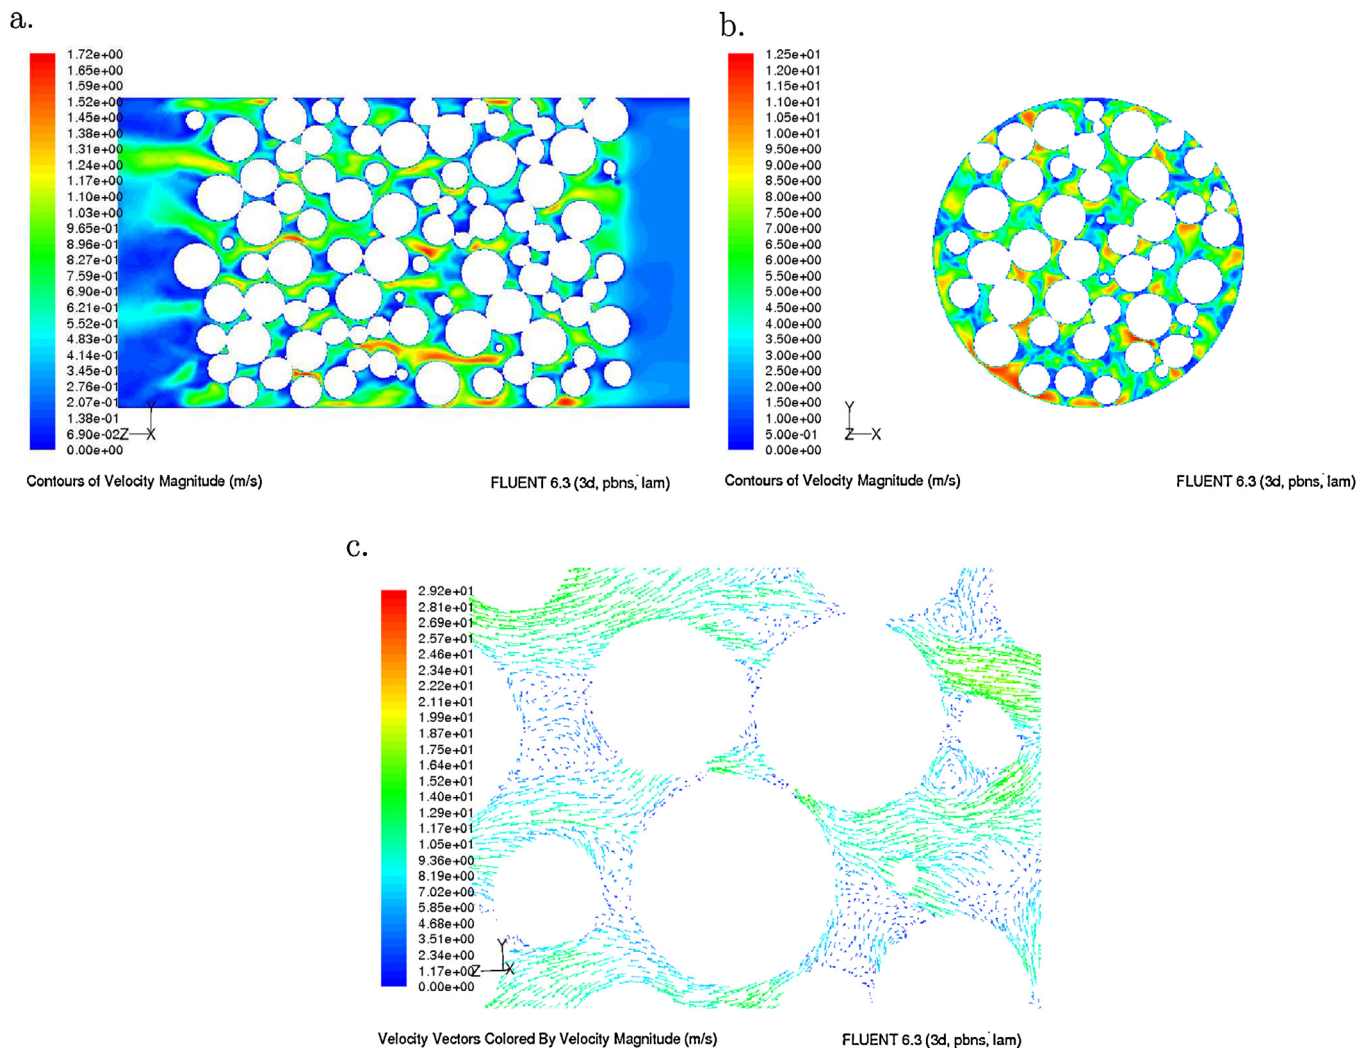 a.
1.72e+00
1.65e+00
1.59e+00
1.52e+00
1.45e+00
1.38e+00
1.31e+00
1.24e+00
1.17e+00
1.10e+00
1.03e+00
9.65e-01
8.96e-01
8.27e-01
7.59e-01
6.90e-01
6.21e-01
5.52e-01
4.83e-01
4.14e-01
3.45e-01
2.76e-01
2.07e-01
1.38e-01
6.90e-02
0.00e+00
Y
Z X
Contours of Velocity Magnitude (m/s)
FLUENT 6.3 (3d, pbns, lam)
b.
1.25e+01
1.20e+01
1.15e+01
1.10e+01
1.05e+01
1.00e+01
9.50e+00
9.00e+00
8.50e+00
8.00e+00
7.50e+00
7.00e+00
6.50e+00
6.00e+00
5.50e+00
5.00e+00
4.50e+00
4.00e+00
3.50e+00
3.00e+00
2.50e+00
2.00e+00
1.50e+00
1.00e+00
5.00e-01
0.00e+00
Y
Z X
Contours of Velocity Magnitude (m/s)
FLUENT 6.3 (3d, pbns, lam)
c.
2.92e+01
2.81e+01
2.69e+01
2.57e+01
2.46e+01
2.34e+01
2.22e+01
2.11e+01
1.99e+01
1.87e+01
1.75e+01
1.64e+01
1.52e+01
1.40e+01
1.29e+01
1.17e+01
1.05e+01
9.36e+00
8.19e+00
7.02e+00
5.85e+00
4.68e+00
3.51e+00
2.34e+00
1.17e+00
0.00e+00
Y
Z X
Velocity Vectors Colored By Velocity Magnitude (m/s)
FLUENT 6.3 (3d, pbns, lam)